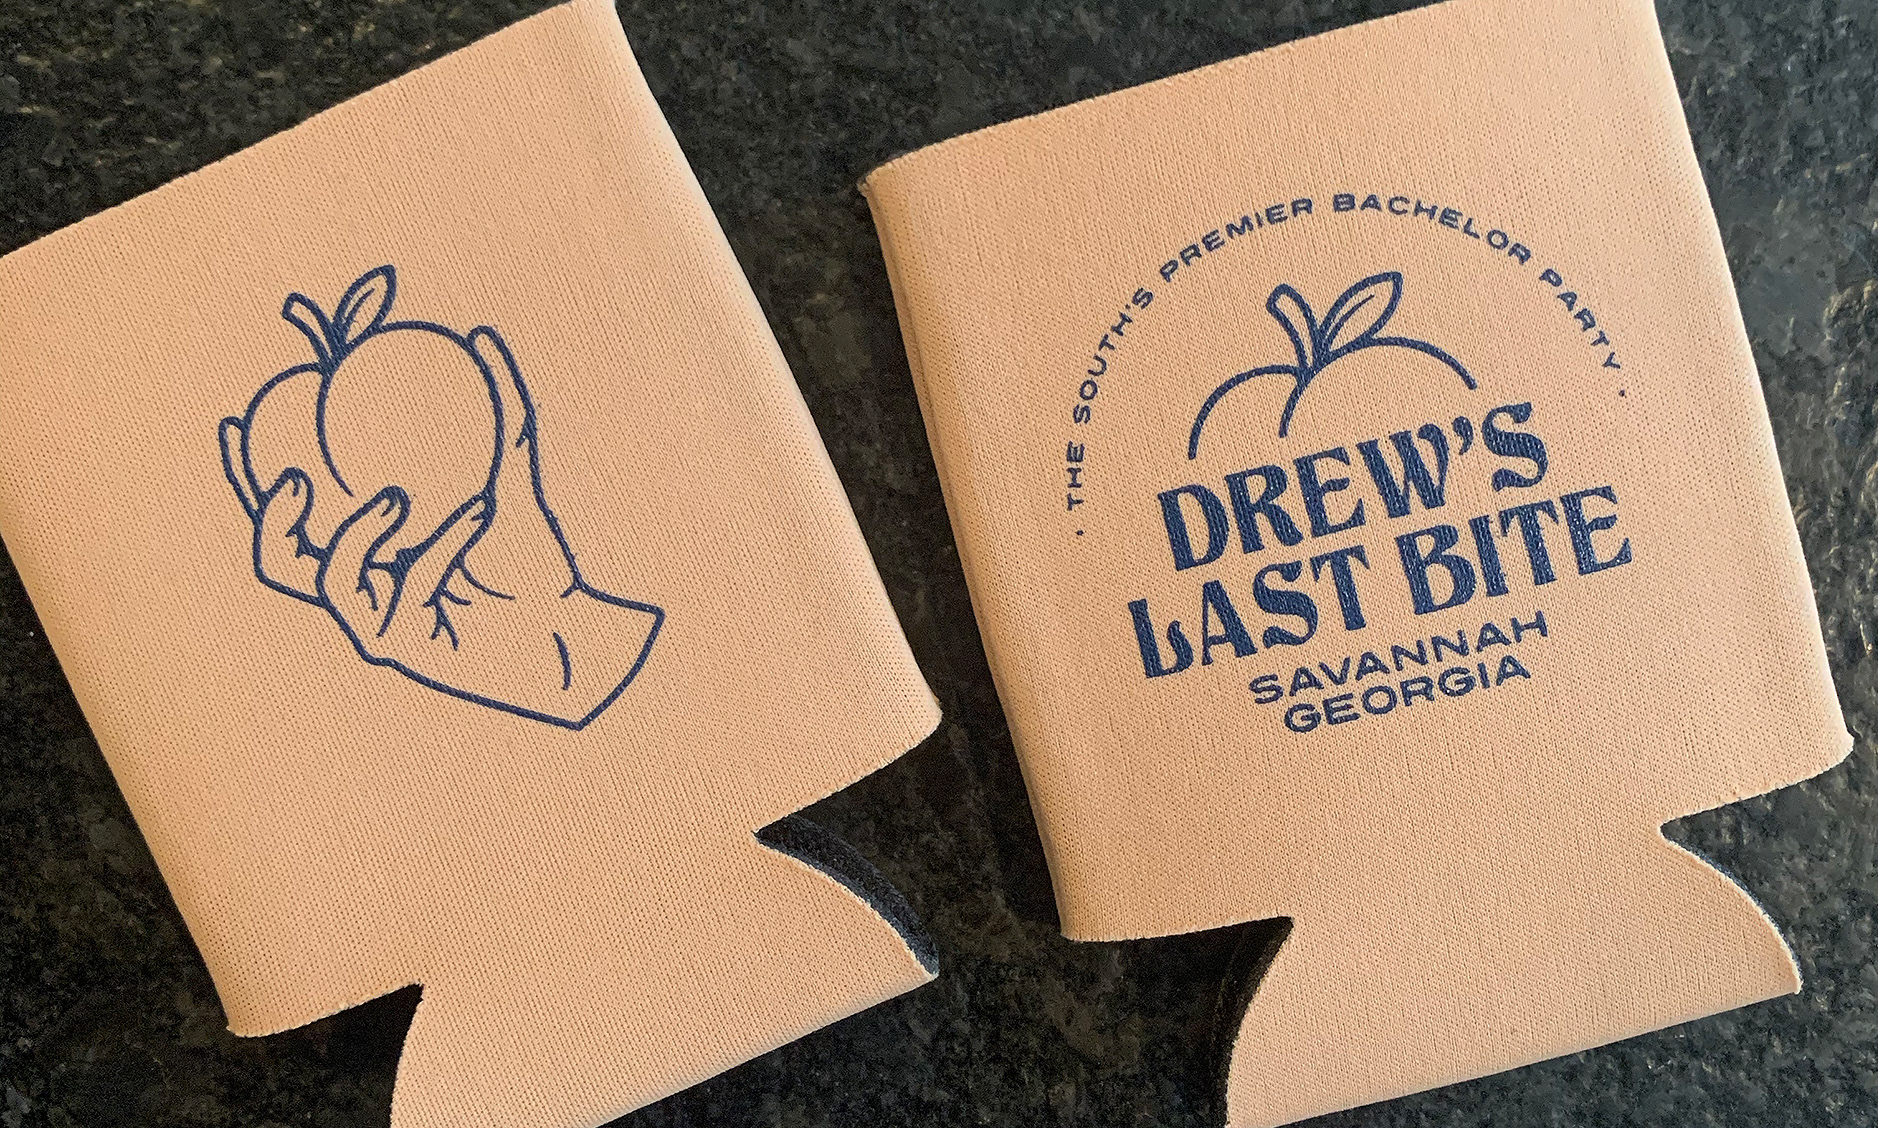 • THE SOUTH'S PREMIER BACHELOR PARTY •
DREW'S
LAST BITE
SAVANNAH
GEORGIA